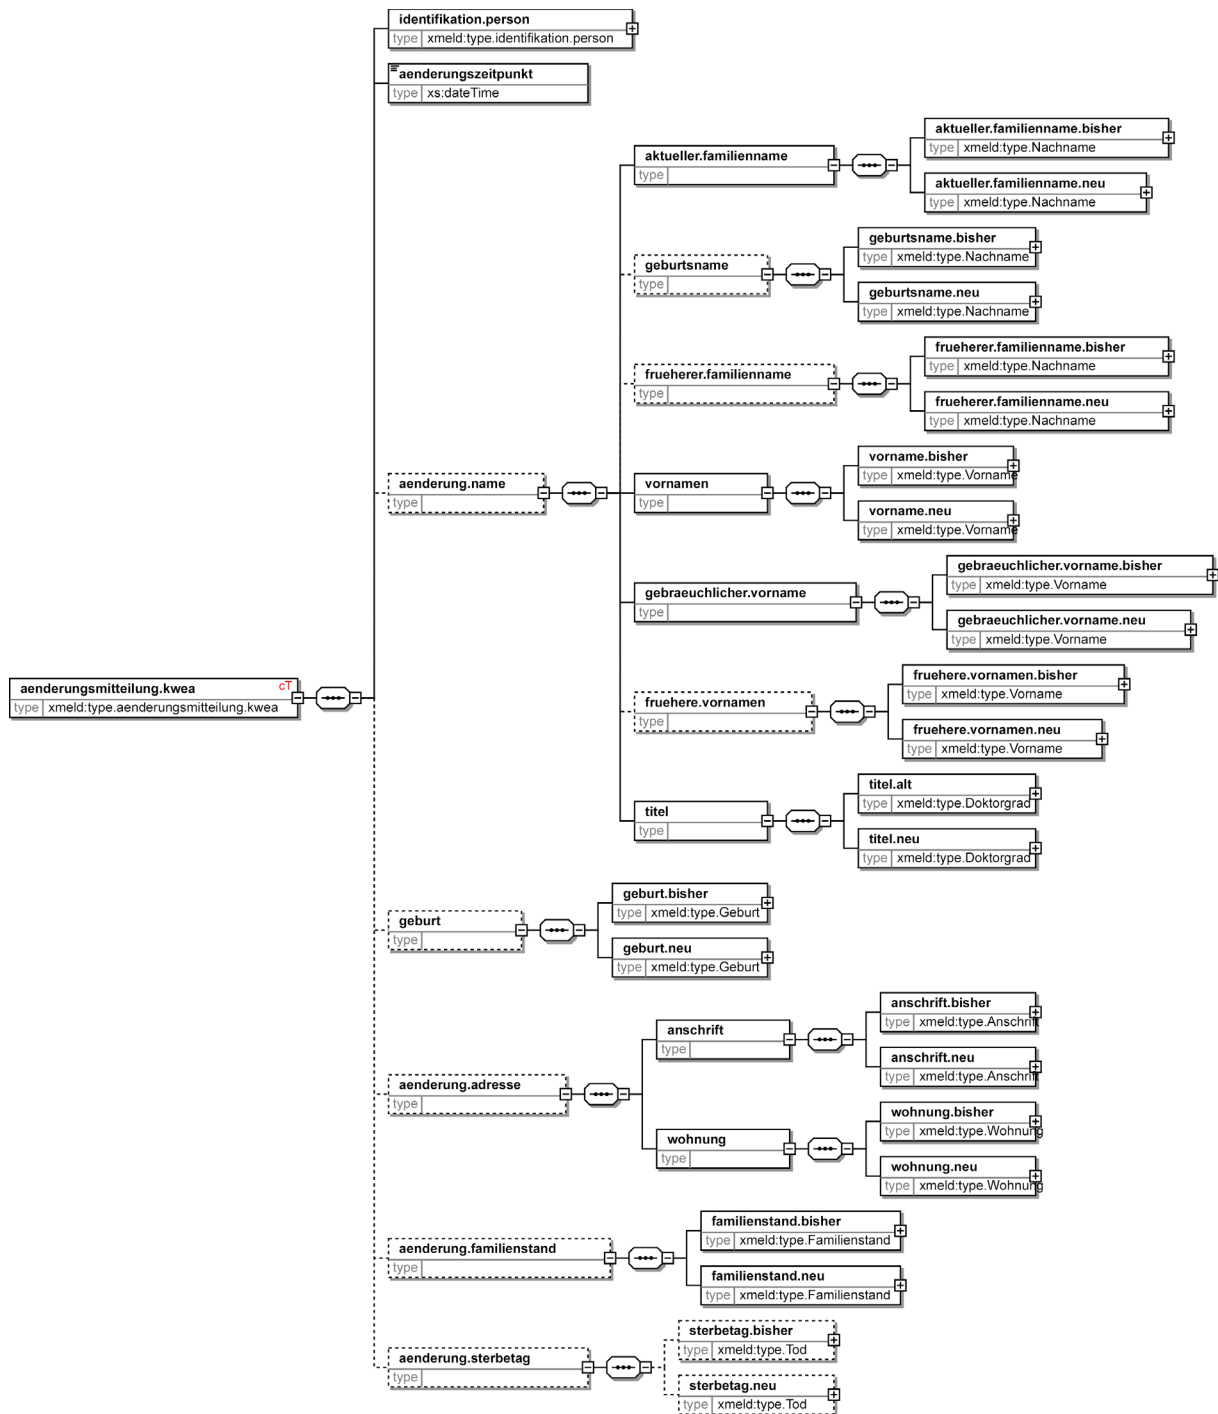 identifikation.person
type xmeld:type.identifikation.person
aenderungszeitpunkt
type xs:dateTime
aktueller.familienname
type
aktueller.familienname.bisher
type xmeld:type.Nachname
aktueller.familienname.neu
type xmeld:type.Nachname
geburtsname
type
geburtsname.bisher
type xmeld:type.Nachname
geburtsname.neu
type xmeld:type.Nachname
frueherer.familienname
type
frueherer.familienname.bisher
type xmeld:type.Nachname
frueherer.familienname.neu
type xmeld:type.Nachname
aenderung.name
type
vornamen
type
vorname.bisher
type xmeld:type.Vorname
vorname.neu
type xmeld:type.Vorname
gebraeuchlicher.vorname
type
gebraeuchlicher.vorname.bisher
type xmeld:type.Vorname
gebraeuchlicher.vorname.neu
type xmeld:type.Vorname
aenderungsmitteilung.kwea cT
type xmeld:type.aenderungsmitteilung.kwea
fruehere.vornamen
type
fruehere.vornamen.bisher
type xmeld:type.Vorname
fruehere.vornamen.neu
type xmeld:type.Vorname
titel
type
titel.alt
type xmeld:type.Doktorgrad
titel.neu
type xmeld:type.Doktorgrad
geburt
type
geburt.bisher
type xmeld:type.Geburt
geburt.neu
type xmeld:type.Geburt
aenderung.adresse
type
anschrift
type
anschrift.bisher
type xmeld:type.Anschrift
anschrift.neu
type xmeld:type.Anschrift
wohnung
type
wohnung.bisher
type xmeld:type.Wohnung
wohnung.neu
type xmeld:type.Wohnung
aenderung.familienstand
type
familienstand.bisher
type xmeld:type.Familienstand
familienstand.neu
type xmeld:type.Familienstand
aenderung.sterbetag
type
sterbetag.bisher
type xmeld:type.Tod
sterbetag.neu
type xmeld:type.Tod